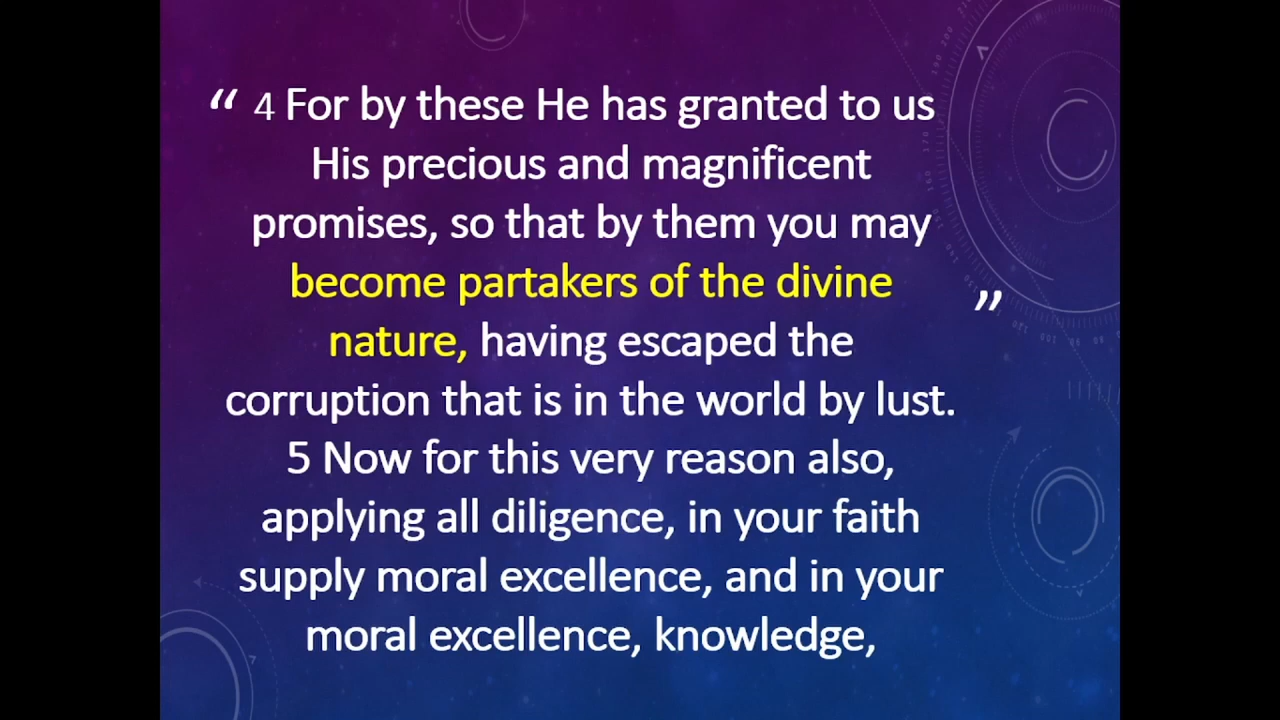 “ 4 For by these He has granted to us
His precious and magnificent
promises, so that by them you may
become partakers of the divine
nature, having escaped the ”
corruption that is in the world by lust.
5 Now for this very reason also,
applying all diligence, in your faith
supply moral excellence, and in your
moral excellence, knowledge,